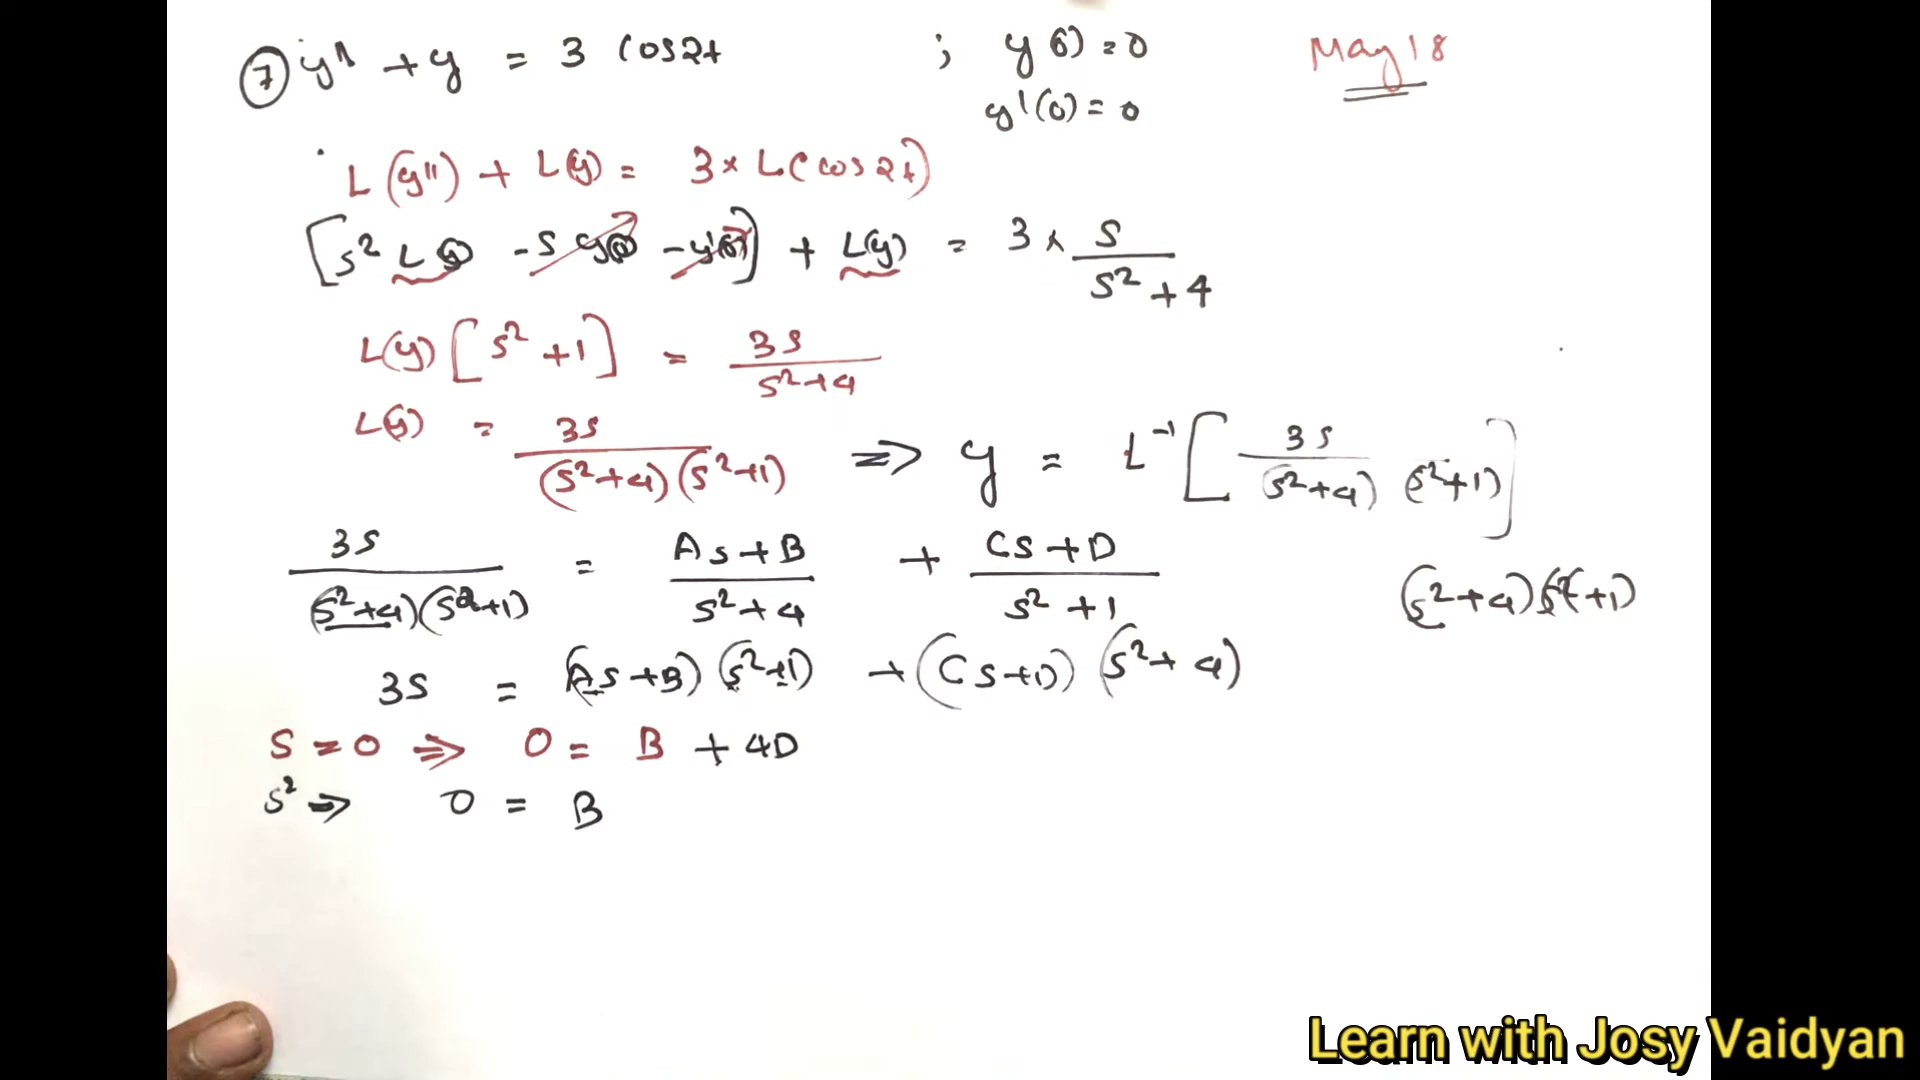 ⑦ y'' + y = 3 cos2t ; y(0) = 0 May 18
y'(0) = 0
L(y'') + L(y) = 3 × L(cos2t)
[s² L(y) - s y(0) - y'(0)] + L(y) = 3 × s/(s² + 4)
L(y) [s² + 1] = 3s/(s²+4)
L(y) = 3s/((s²+4)(s²+1)) ⇒ y = L⁻¹ [3s/((s²+4)(s²+1))]
3s/((s²+4)(s²+1)) = (As+B)/(s²+4) + (Cs+D)/(s²+1) (s²+4)(s²+1)
3s = (As+B)(s²+1) + (Cs+D)(s²+4)
S = 0 ⇒ 0 = B + 4D
s² ⇒ 0 = B
Learn with Josy Vaidyan